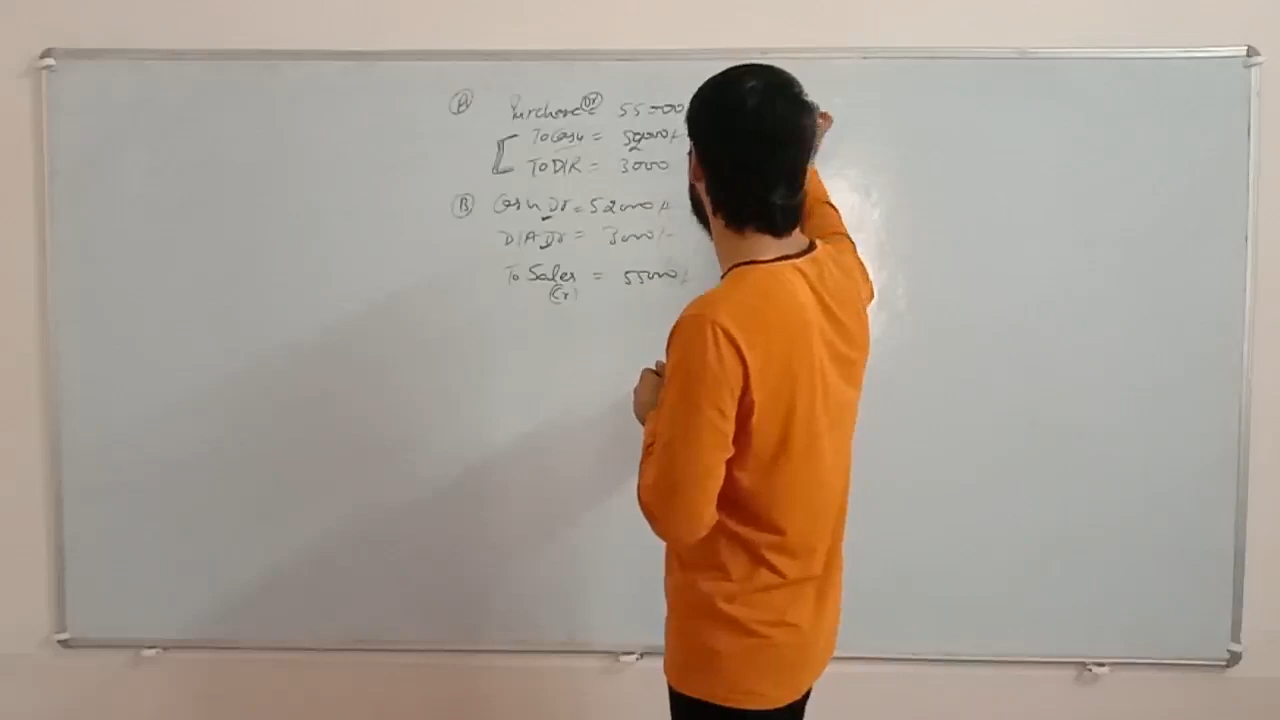 (A) Purchase (Dr) = 55000
To Cash = 52000/-
To D/R = 3000
(B) Cash Dr = 52000/-
D/A Dr = 3000/-
To Sales = 55000/-
(Cr)